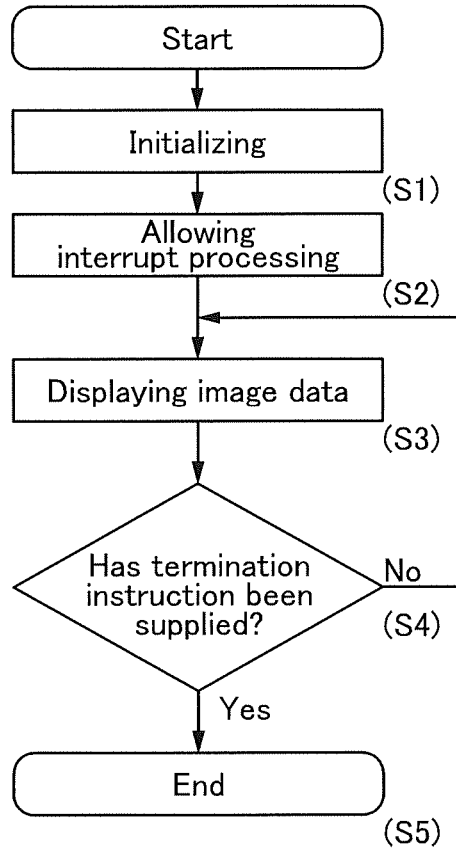 Start
Initializing
(S1)
Allowing
interrupt processing
(S2)
Displaying image data
(S3)
Has termination
instruction been
supplied?
No
(S4)
Yes
End
(S5)